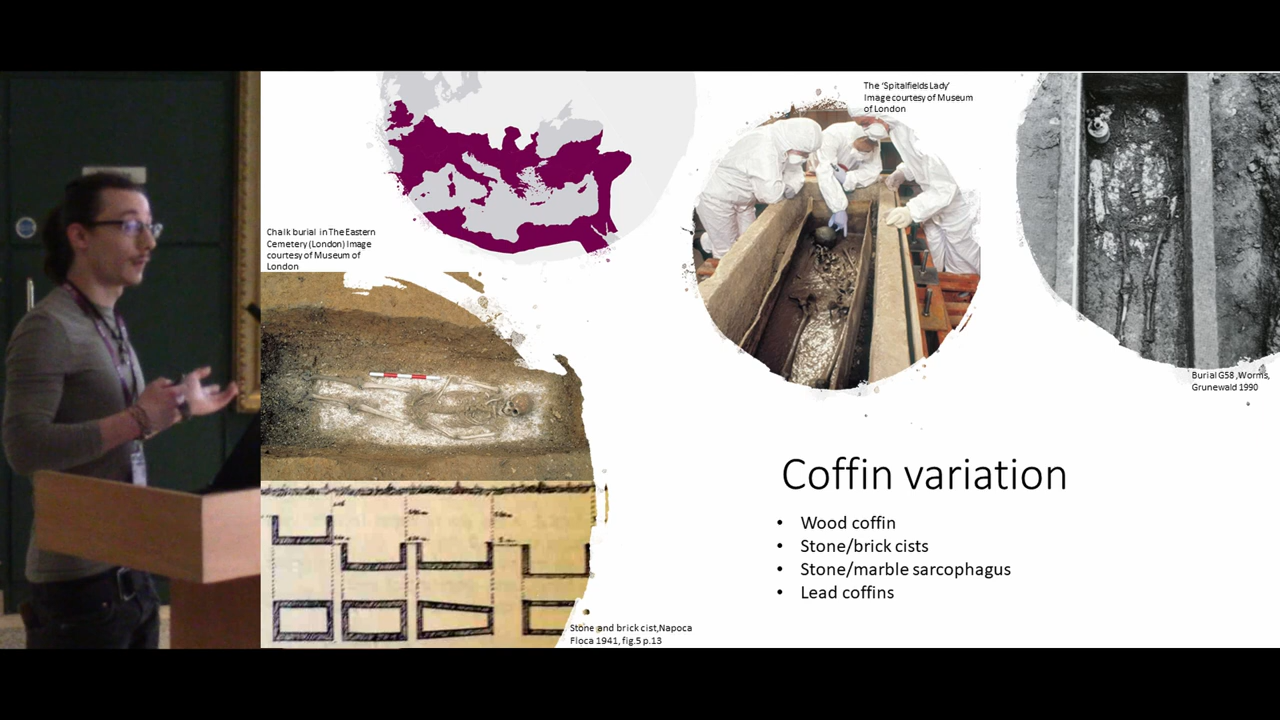 The 'Spitalfields Lady'
Image courtesy of Museum
of London
Chalk burial in The Eastern
Cemetery (London) Image
courtesy of Museum of
London
Burial G58 ,Worms,
Grunewald 1990
Coffin variation
• Wood coffin
• Stone/brick cists
• Stone/marble sarcophagus
• Lead coffins
Stone and brick cist,Napoca
Floca 1941, fig.5 p.13